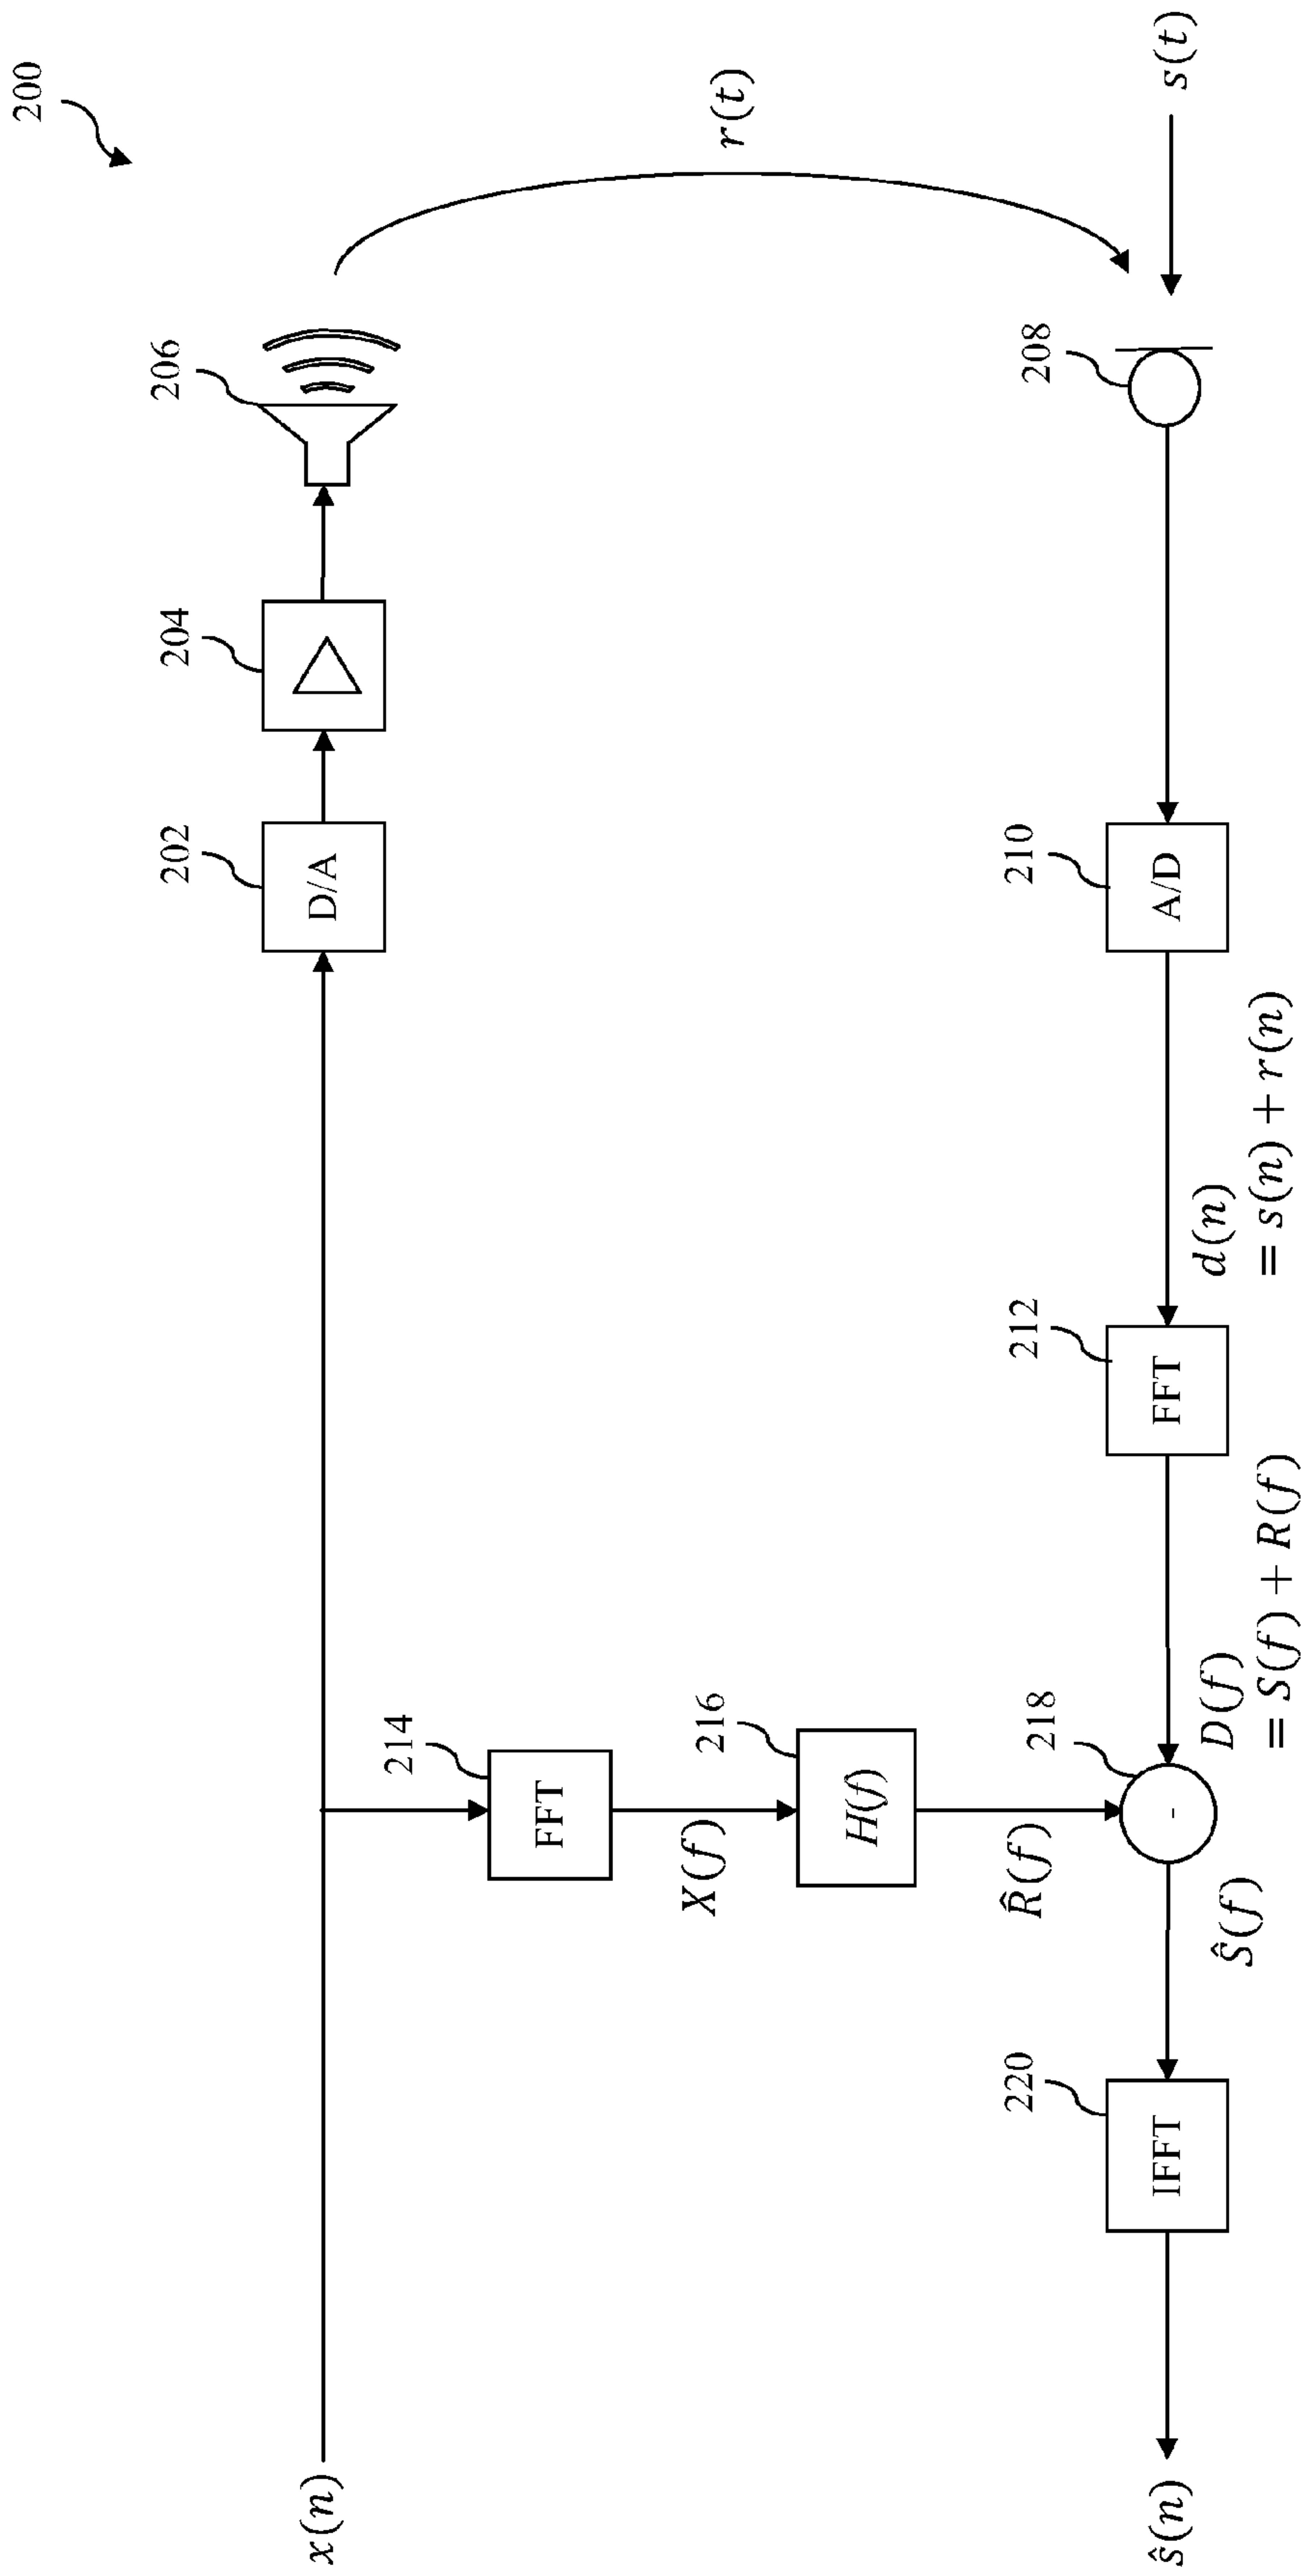 200
206
204
202
D/A
x(n)
r(t)
214
FFT
X(f)
216
H(f)
R̂(f)
218
-
208
s(t)
210
A/D
d(n)
= s(n) + r(n)
212
FFT
D(f)
= S(f) + R(f)
Ŝ(f)
220
IFFT
ŝ(n)